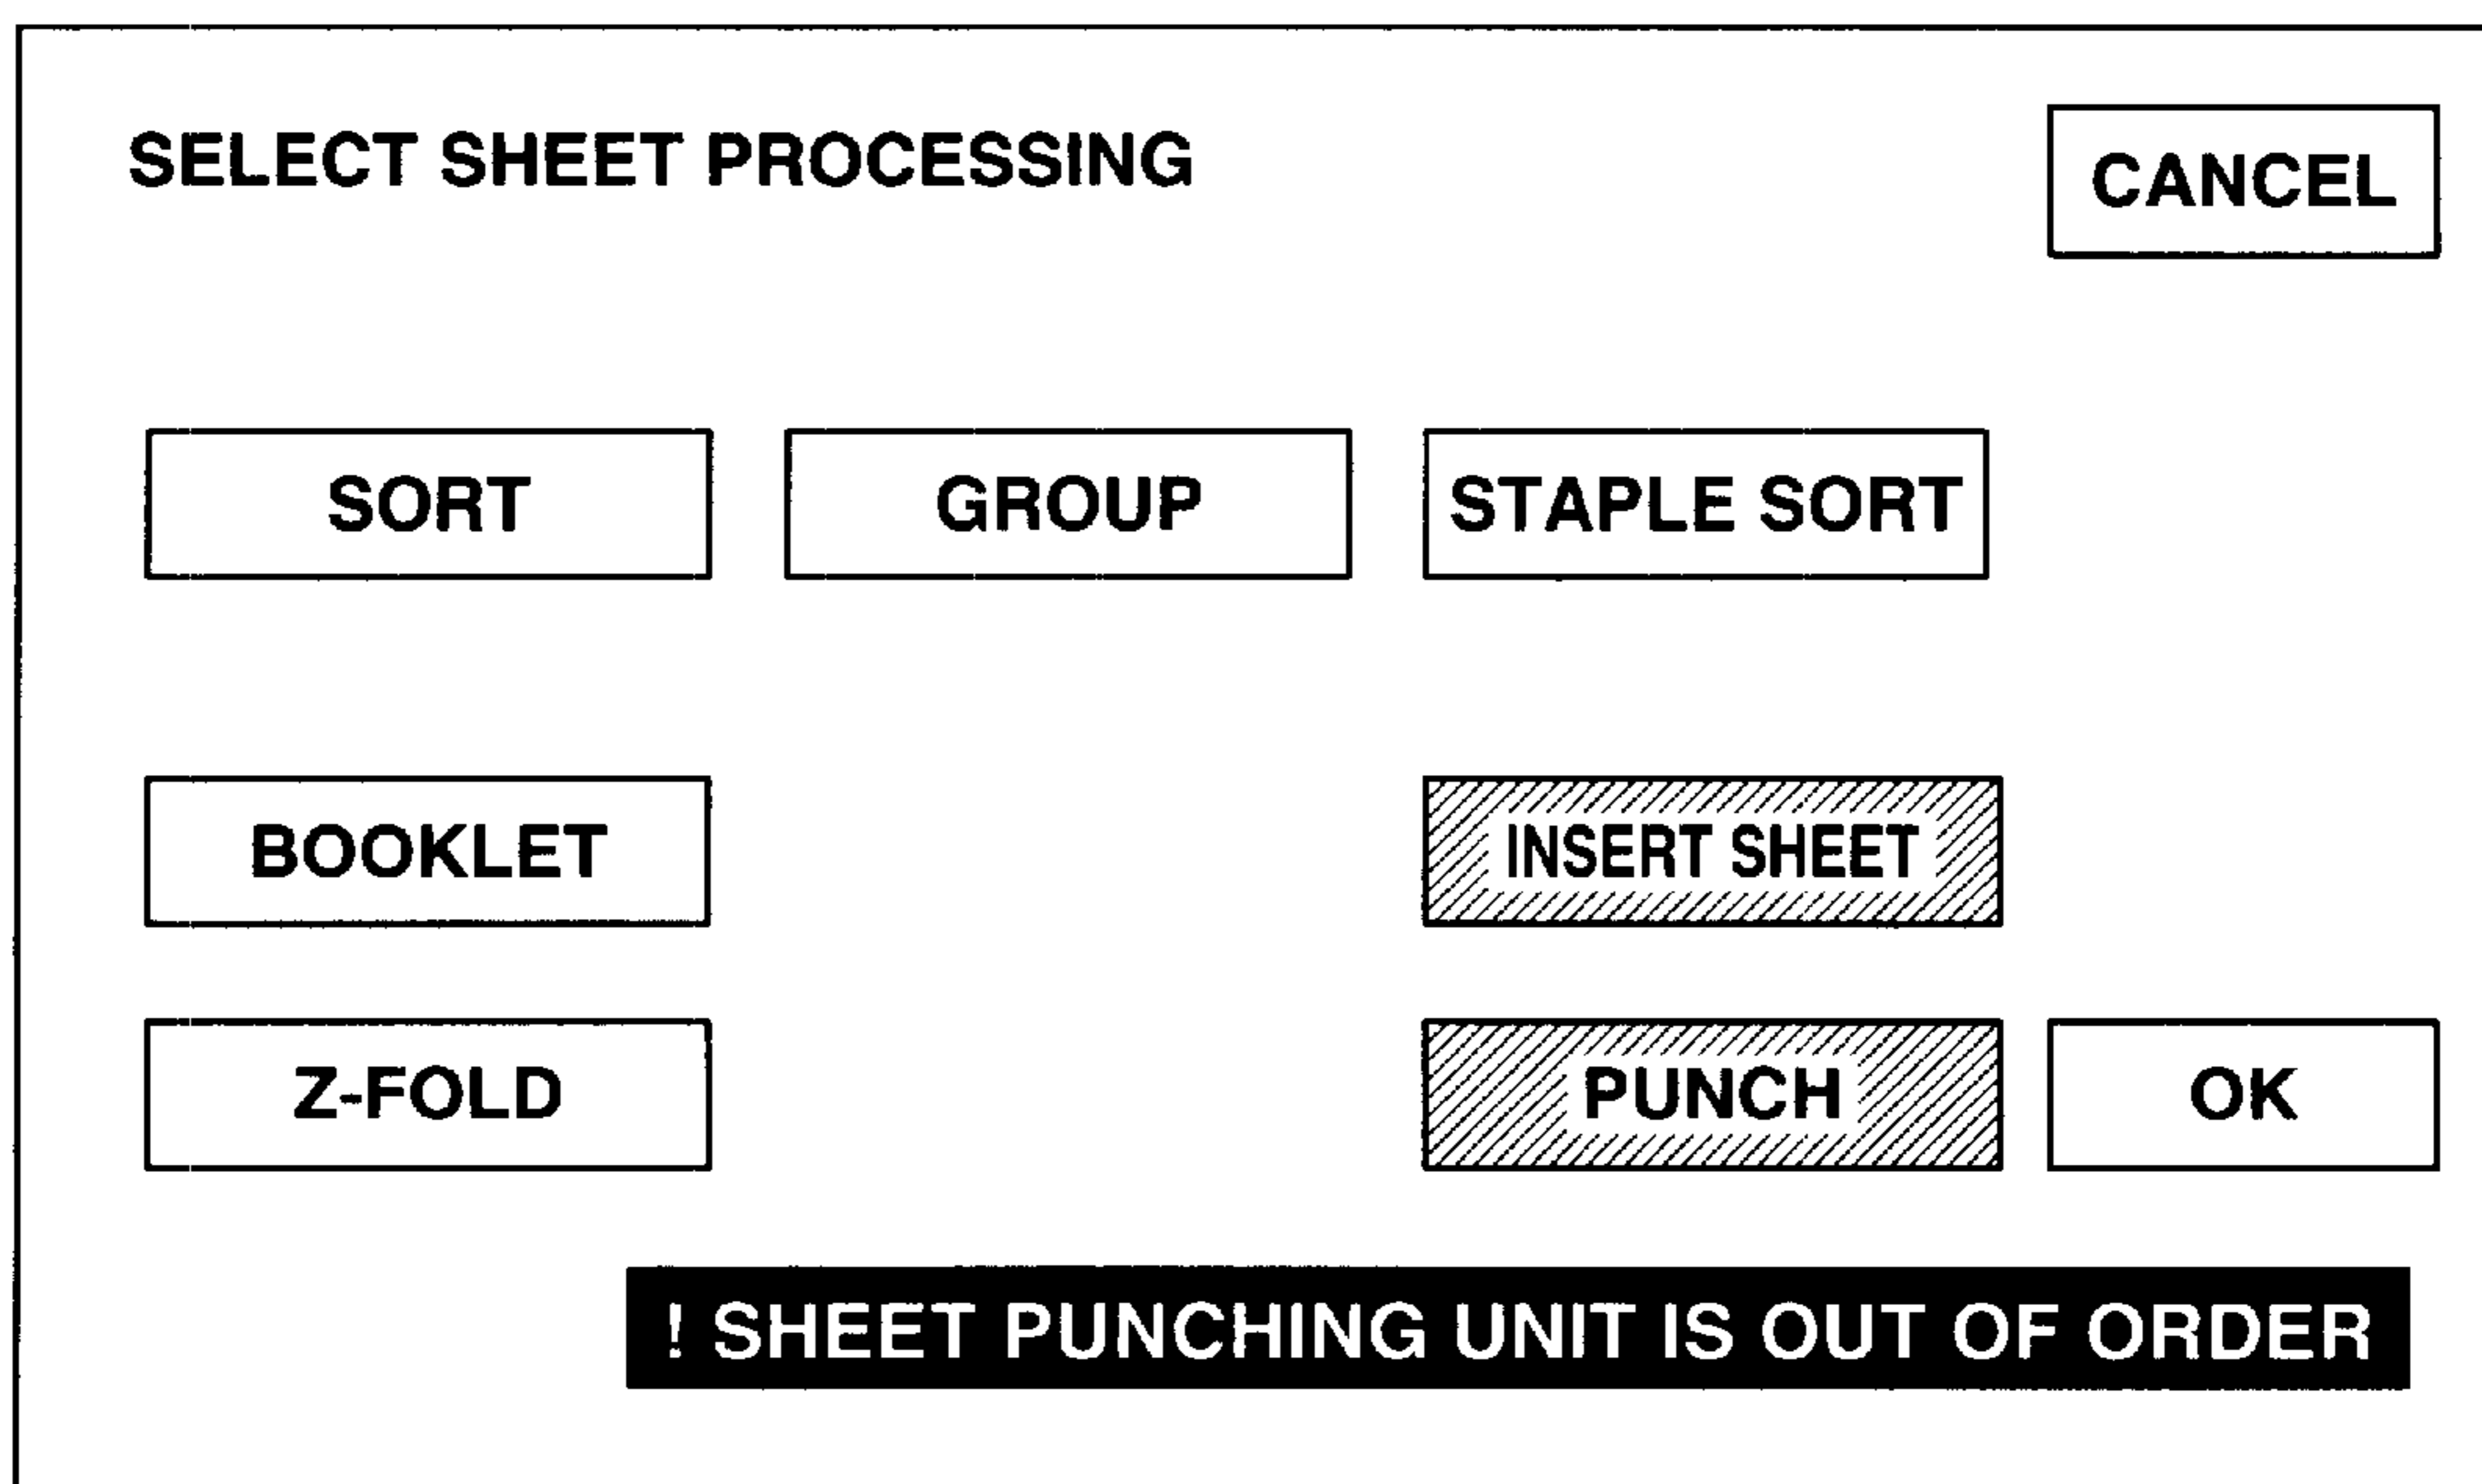 SELECT SHEET PROCESSING
CANCEL
SORT
GROUP
STAPLE SORT
BOOKLET
INSERT SHEET
Z-FOLD
PUNCH
OK
! SHEET PUNCHING UNIT IS OUT OF ORDER